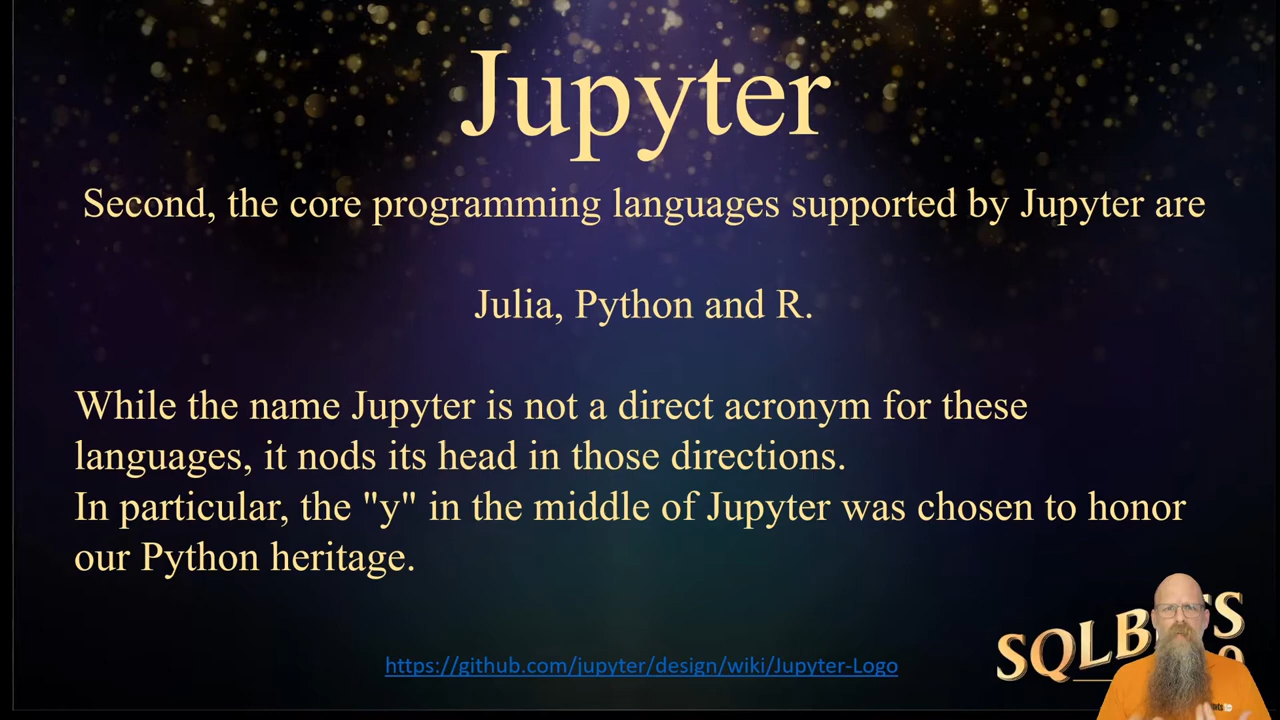 Jupyter
Second, the core programming languages supported by Jupyter are
Julia, Python and R.
While the name Jupyter is not a direct acronym for these
languages, it nods its head in those directions.
In particular, the "y" in the middle of Jupyter was chosen to honor
our Python heritage.
https://github.com/jupyter/design/wiki/Jupyter-Logo